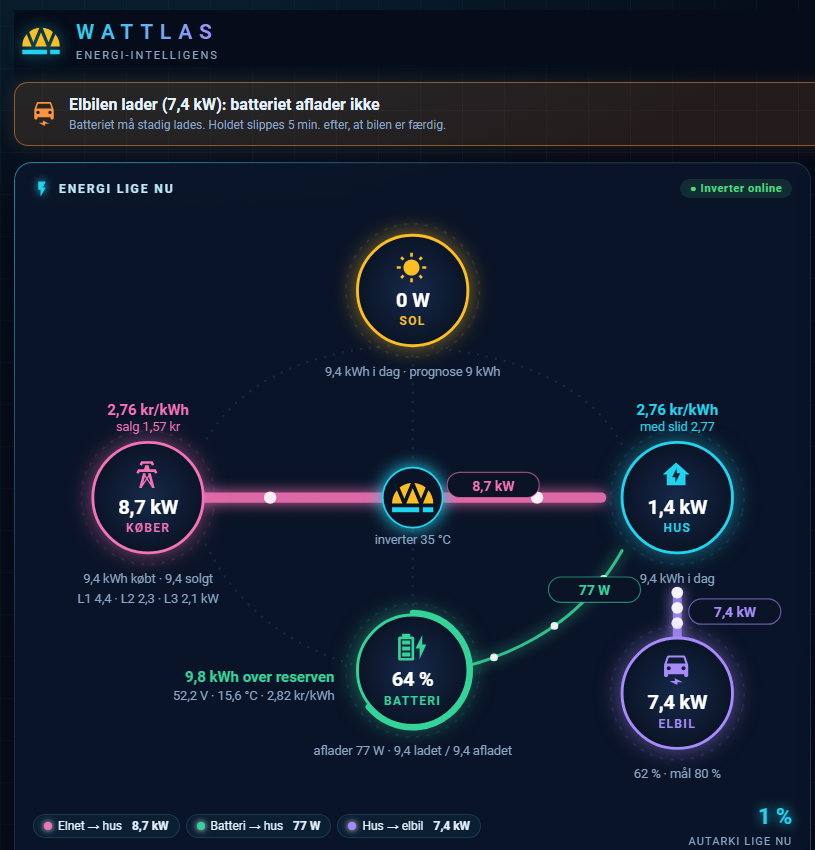 WATTLAS
ENERGI-INTELLIGENS
Elbilen lader (7,4 kW): batteriet aflader ikke
Batteriet må stadig lades. Holdet slippes 5 min. efter, at bilen er færdig.
ENERGI LIGE NU
Inverter online
0 W
SOL
9,4 kWh i dag · prognose 9 kWh
2,76 kr/kWh
salg 1,57 kr
8,7 kW
KØBER
9,4 kWh købt · 9,4 solgt
L1 4,4 · L2 2,3 · L3 2,1 kW
8,7 kW
inverter 35 °C
2,76 kr/kWh
med slid 2,77
1,4 kW
HUS
9,4 kWh i dag
77 W
7,4 kW
9,8 kWh over reserven
52,2 V · 15,6 °C · 2,82 kr/kWh
64 %
BATTERI
aflader 77 W · 9,4 ladet / 9,4 afladet
7,4 kW
ELBIL
62 % · mål 80 %
Elnet → hus 8,7 kW
Batteri → hus 77 W
Hus → elbil 7,4 kW
1 %
AUTARKI LIGE NU